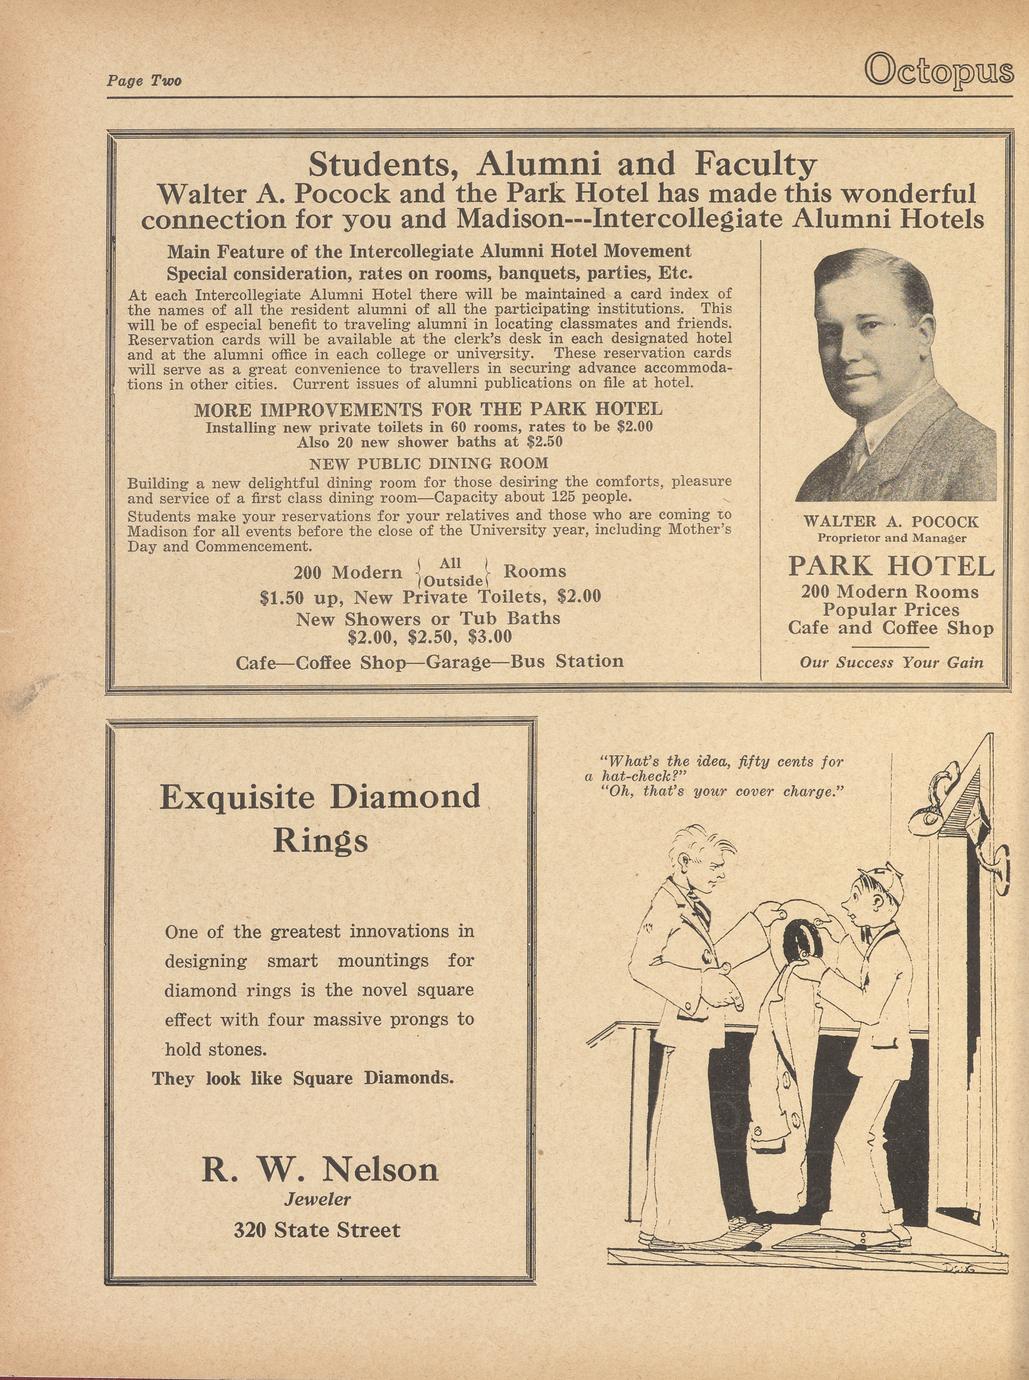 Page Two
Octopus
Students, Alumni and Faculty
Walter A. Pocock and the Park Hotel has made this wonderful
connection for you and Madison---Intercollegiate Alumni Hotels
Main Feature of the Intercollegiate Alumni Hotel Movement
Special consideration, rates on rooms, banquets, parties, Etc.
At each Intercollegiate Alumni Hotel there will be maintained a card index of
the names of all the resident alumni of all the participating institutions. This
will be of especial benefit to traveling alumni in locating classmates and friends.
Reservation cards will be available at the clerk's desk in each designated hotel
and at the alumni office in each college or university. These reservation cards
will serve as a great convenience to travellers in securing advance accommoda-
tions in other cities. Current issues of alumni publications on file at hotel.
MORE IMPROVEMENTS FOR THE PARK HOTEL
Installing new private toilets in 60 rooms, rates to be $2.00
Also 20 new shower baths at $2.50
NEW PUBLIC DINING ROOM
Building a new delightful dining room for those desiring the comforts, pleasure
and service of a first class dining room—Capacity about 125 people.
Students make your reservations for your relatives and those who are coming to
Madison for all events before the close of the University year, including Mother's
Day and Commencement.
200 Modern { All Outside } Rooms
$1.50 up, New Private Toilets, $2.00
New Showers or Tub Baths
$2.00, $2.50, $3.00
Cafe—Coffee Shop—Garage—Bus Station
WALTER A. POCOCK
Proprietor and Manager
PARK HOTEL
200 Modern Rooms
Popular Prices
Cafe and Coffee Shop
Our Success Your Gain
Exquisite Diamond
Rings
One of the greatest innovations in
designing smart mountings for
diamond rings is the novel square
effect with four massive prongs to
hold stones.
They look like Square Diamonds.
R. W. Nelson
Jeweler
320 State Street
"What's the idea, fifty cents for
a hat-check?"
"Oh, that's your cover charge."